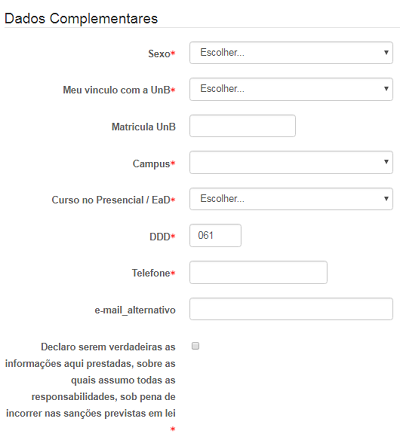 Dados Complementares
Sexo* Escolher...
Meu vinculo com a UnB* Escolher...
Matricula UnB
Campus*
Curso no Presencial / EaD* Escolher...
DDD* 061
Telefone*
e-mail_alternativo
Declaro serem verdadeiras as
informações aqui prestadas, sobre as
quais assumo todas as
responsabilidades, sob pena de
incorrer nas sanções previstas em lei
*